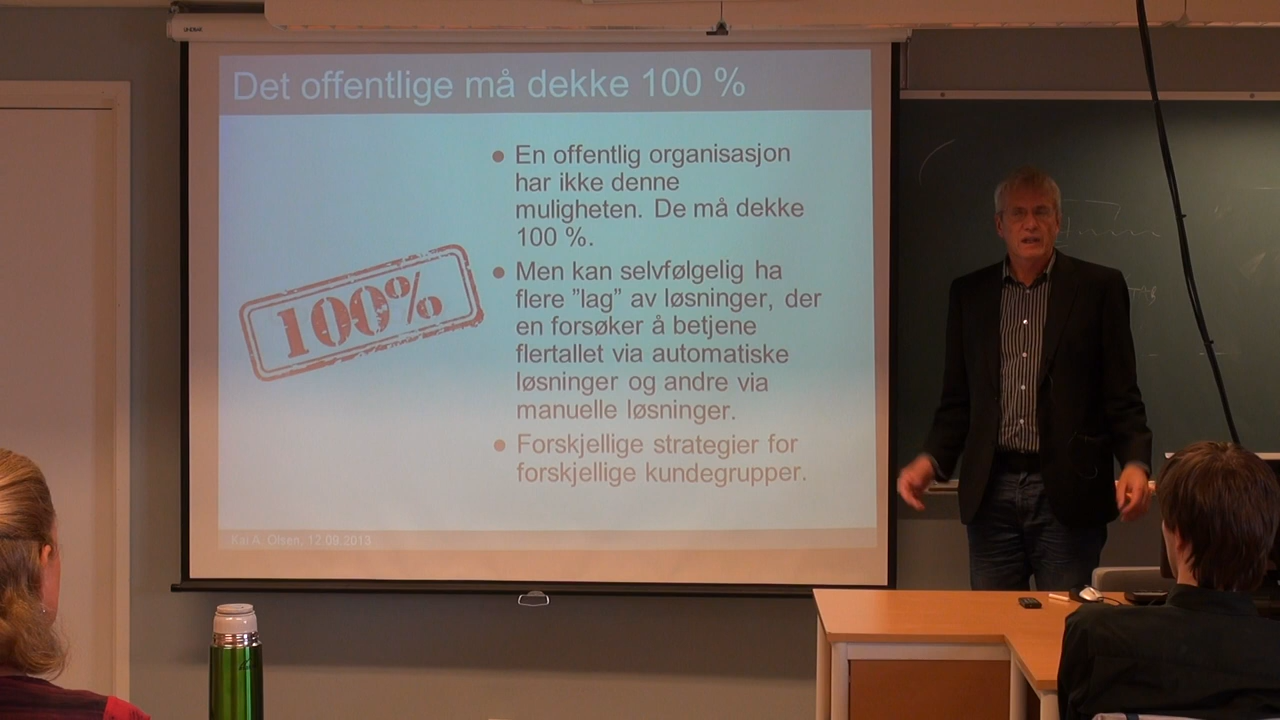 Det offentlige må dekke 100 %
● En offentlig organisasjon
har ikke denne
muligheten. De må dekke
100 %.
● Men kan selvfølgelig ha
flere ”lag” av løsninger, der
en forsøker å betjene
flertallet via automatiske
løsninger og andre via
manuelle løsninger.
● Forskjellige strategier for
forskjellige kundegrupper.
100%
Kai A. Olsen, 12.09.2013